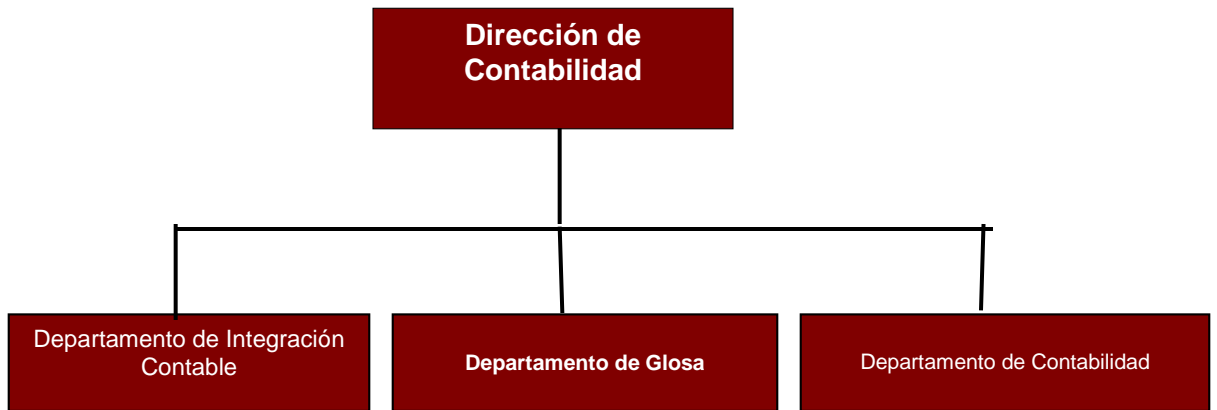 Dirección de
Contabilidad
Departamento de Integración
Contable
Departamento de Glosa
Departamento de Contabilidad